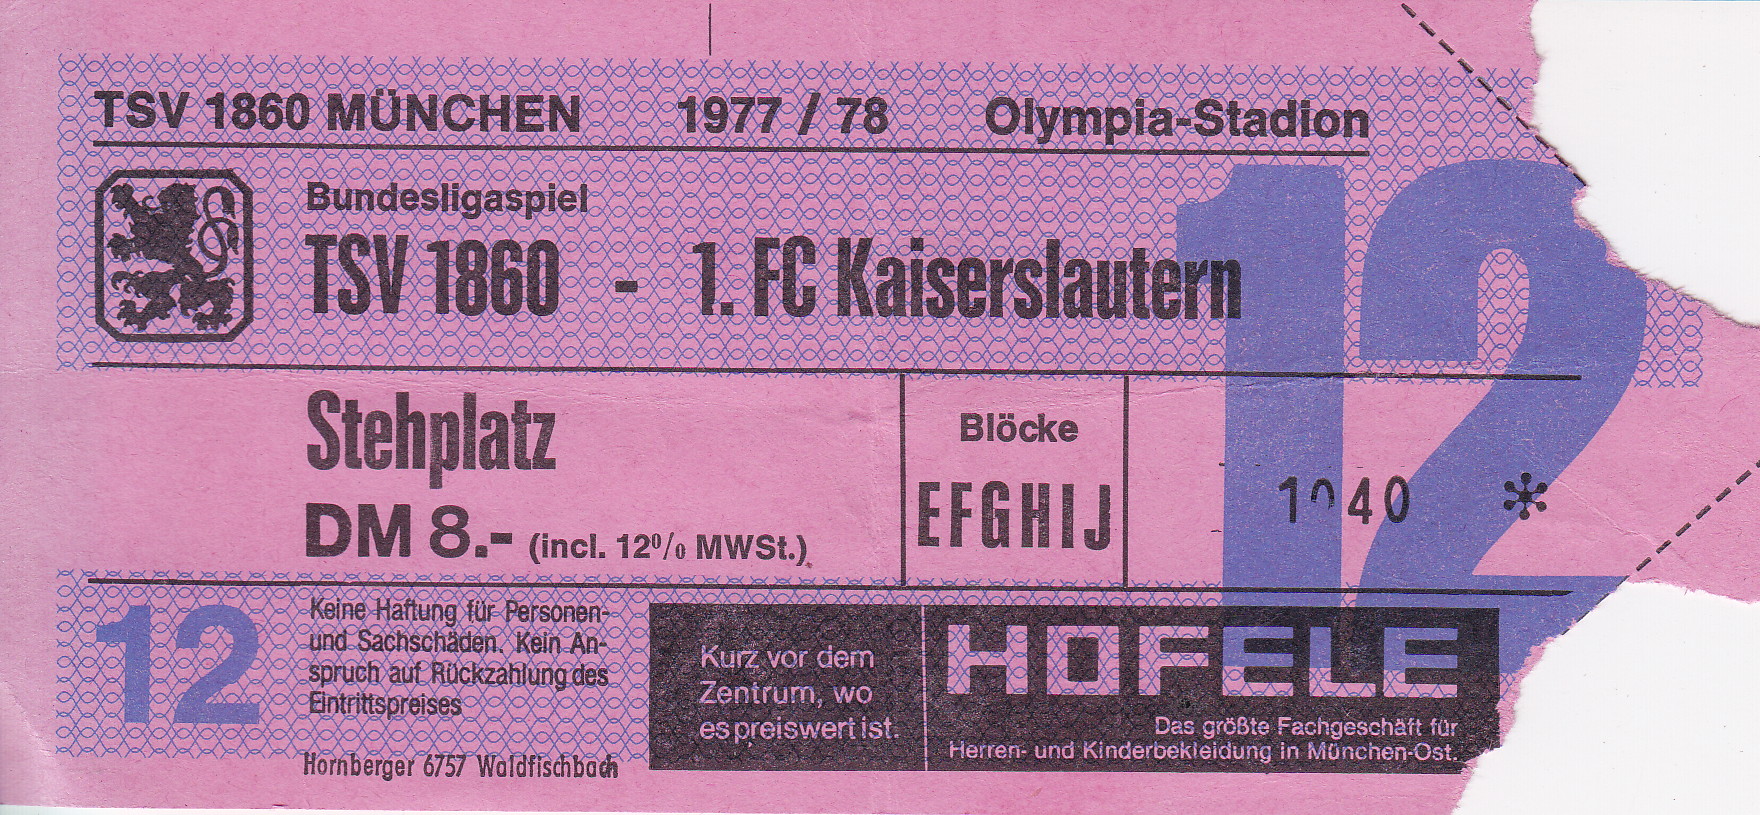 TSV 1860 MÜNCHEN 1977 / 78 Olympia-Stadion
Bundesligaspiel
TSV 1860 - 1. FC Kaiserslautern
12
Stehplatz
DM 8.- (incl. 12% MWSt.)
Blöcke
EFGHIJ
1040 *
12
Keine Haftung für Personen-
und Sachschäden. Kein An-
spruch auf Rückzahlung des
Eintrittspreises
Hornberger 6757 Waldfischbach
Kurz vor dem
Zentrum, wo
es preiswert ist.
HOFELE
Das größte Fachgeschäft für
Herren- und Kinderbekleidung in München-Ost.